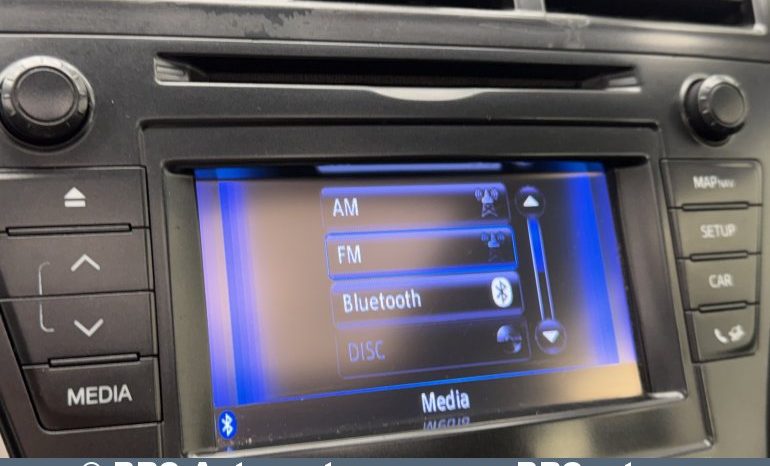 AM
FM
Bluetooth
DISC
Media
MEDIA
MAP NAV
SETUP
CAR